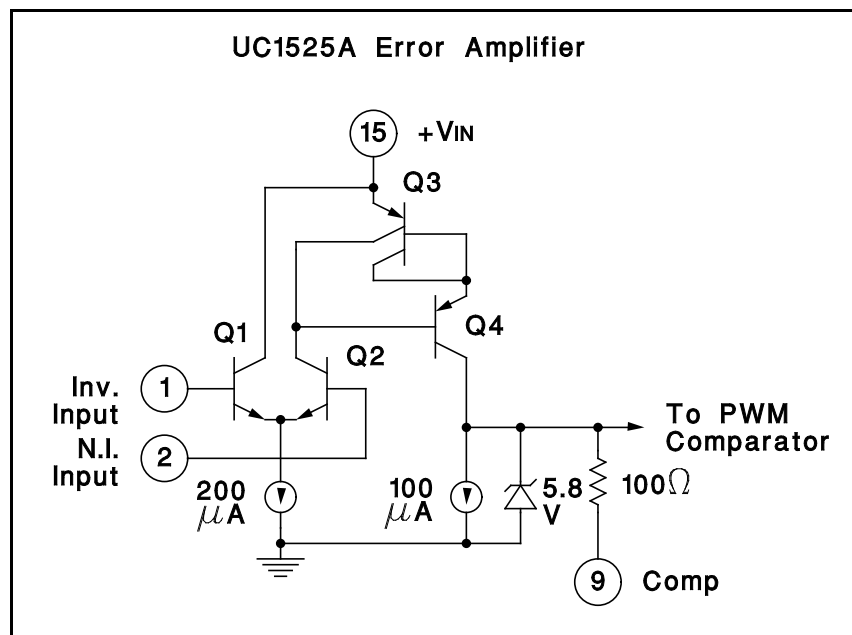 UC1525A Error Amplifier
15 +VIN
Q3
Q1
Q2
Q4
Inv.
Input
1
N.I.
Input
2
200
μA
100
μA
5.8
V
100Ω
To PWM
Comparator
9 Comp